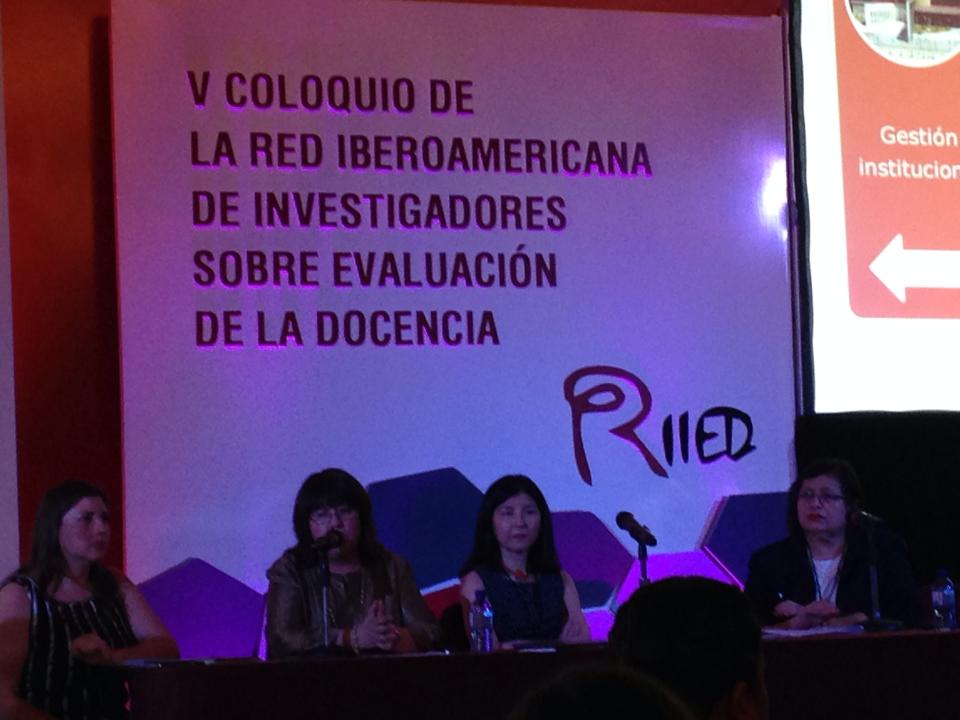 V COLOQUIO DE
LA RED IBEROAMERICANA
DE INVESTIGADORES
SOBRE EVALUACIÓN
DE LA DOCENCIA
RIIED
Gestión
institucion